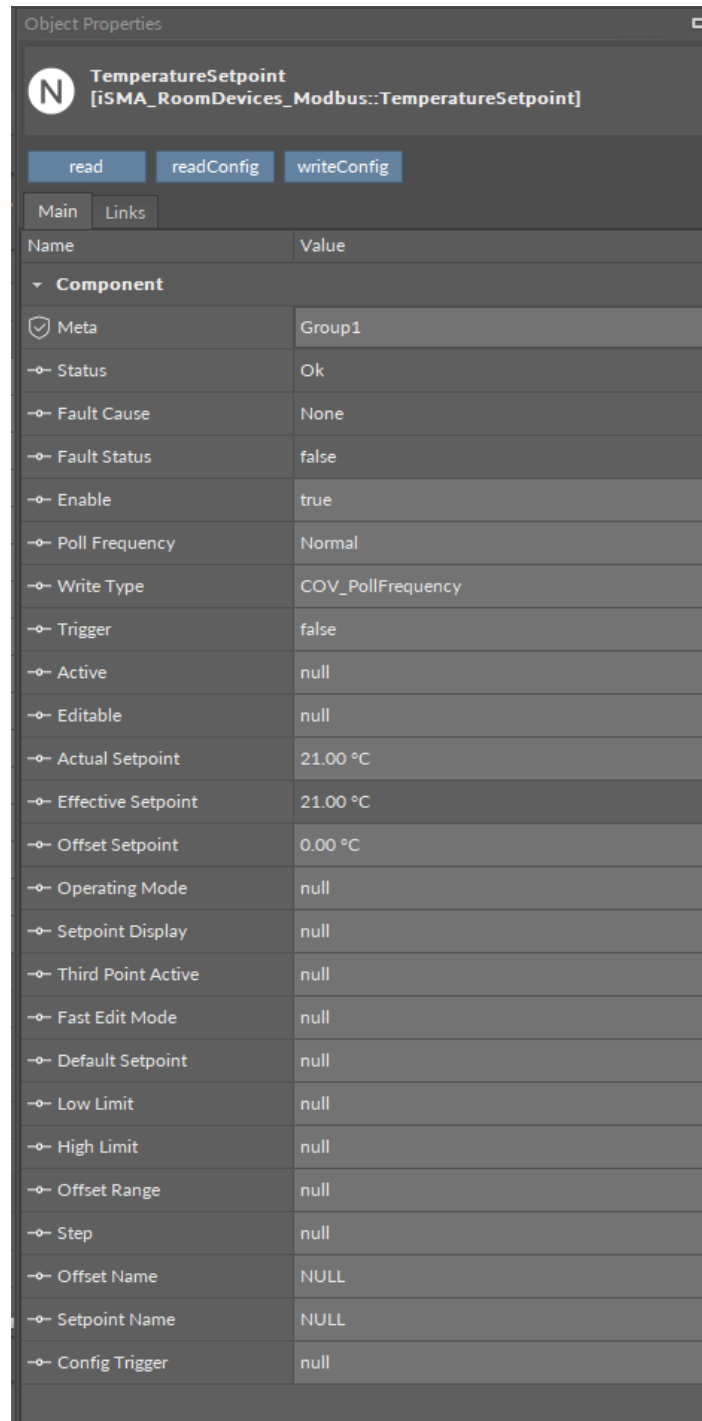 Object Properties
N
TemperatureSetpoint
[iSMA_RoomDevices_Modbus::TemperatureSetpoint]
read readConfig writeConfig
Main Links
Name Value
Component
Meta Group1
Status Ok
Fault Cause None
Fault Status false
Enable true
Poll Frequency Normal
Write Type COV_PollFrequency
Trigger false
Active null
Editable null
Actual Setpoint 21.00 °C
Effective Setpoint 21.00 °C
Offset Setpoint 0.00 °C
Operating Mode null
Setpoint Display null
Third Point Active null
Fast Edit Mode null
Default Setpoint null
Low Limit null
High Limit null
Offset Range null
Step null
Offset Name NULL
Setpoint Name NULL
Config Trigger null